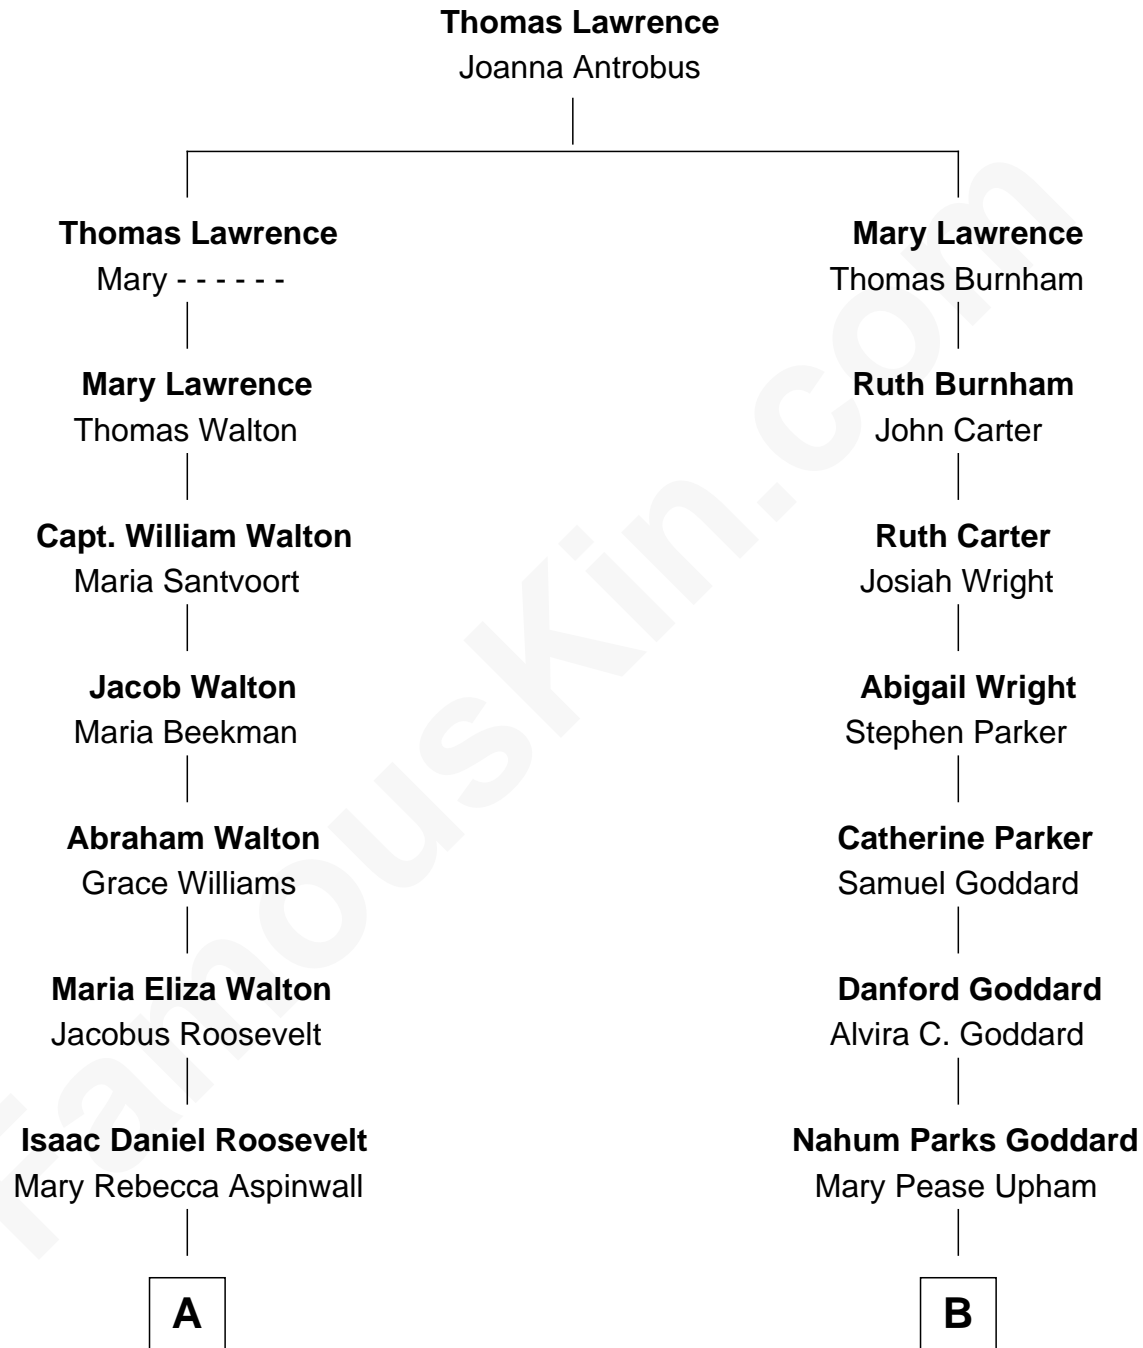 Thomas Lawrence
Joanna Antrobus
Thomas Lawrence
Mary - - - - - -
Mary Lawrence
Thomas Burnham
Mary Lawrence
Thomas Walton
Ruth Burnham
John Carter
Capt. William Walton
Maria Santvoort
Ruth Carter
Josiah Wright
Jacob Walton
Maria Beekman
Abigail Wright
Stephen Parker
Abraham Walton
Grace Williams
Catherine Parker
Samuel Goddard
Maria Eliza Walton
Jacobus Roosevelt
Danford Goddard
Alvira C. Goddard
Isaac Daniel Roosevelt
Mary Rebecca Aspinwall
Nahum Parks Goddard
Mary Pease Upham
A
B
FamousKin.com